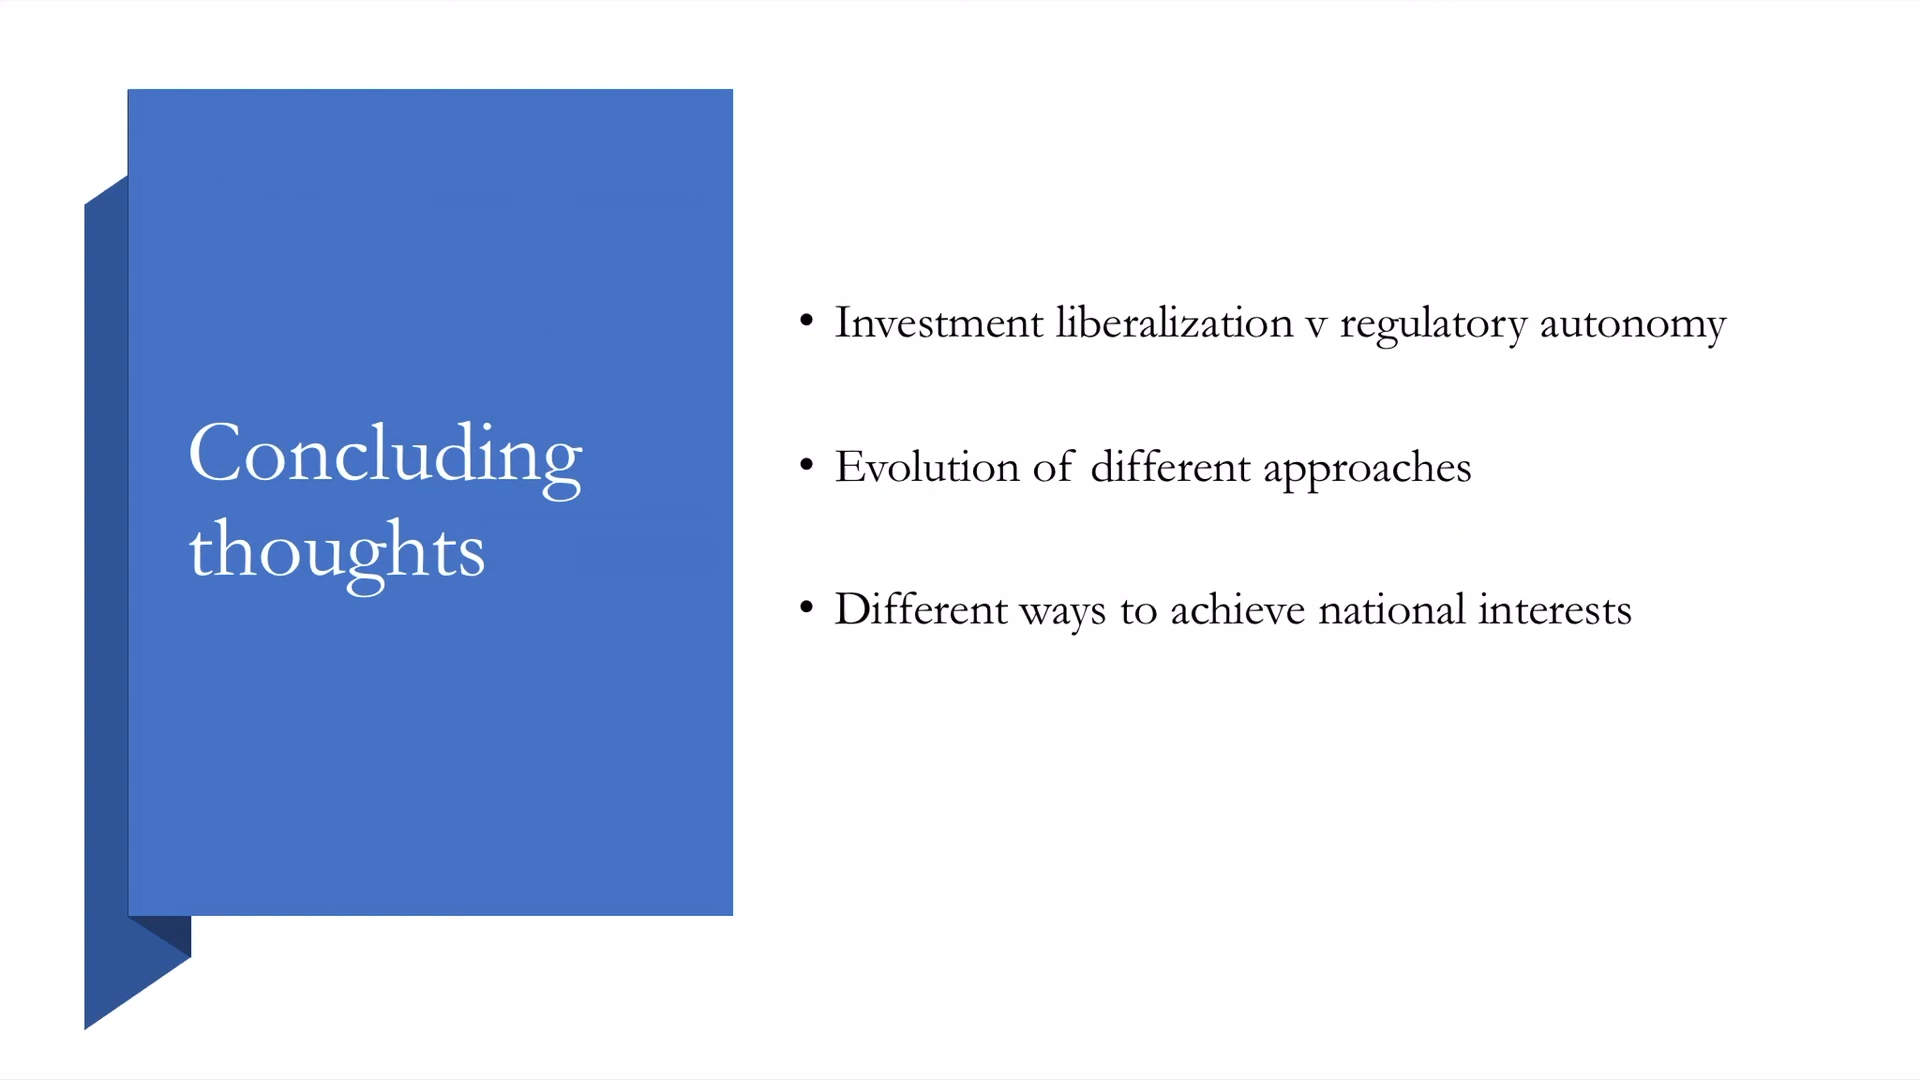 Concluding
thoughts
• Investment liberalization v regulatory autonomy
• Evolution of different approaches
• Different ways to achieve national interests